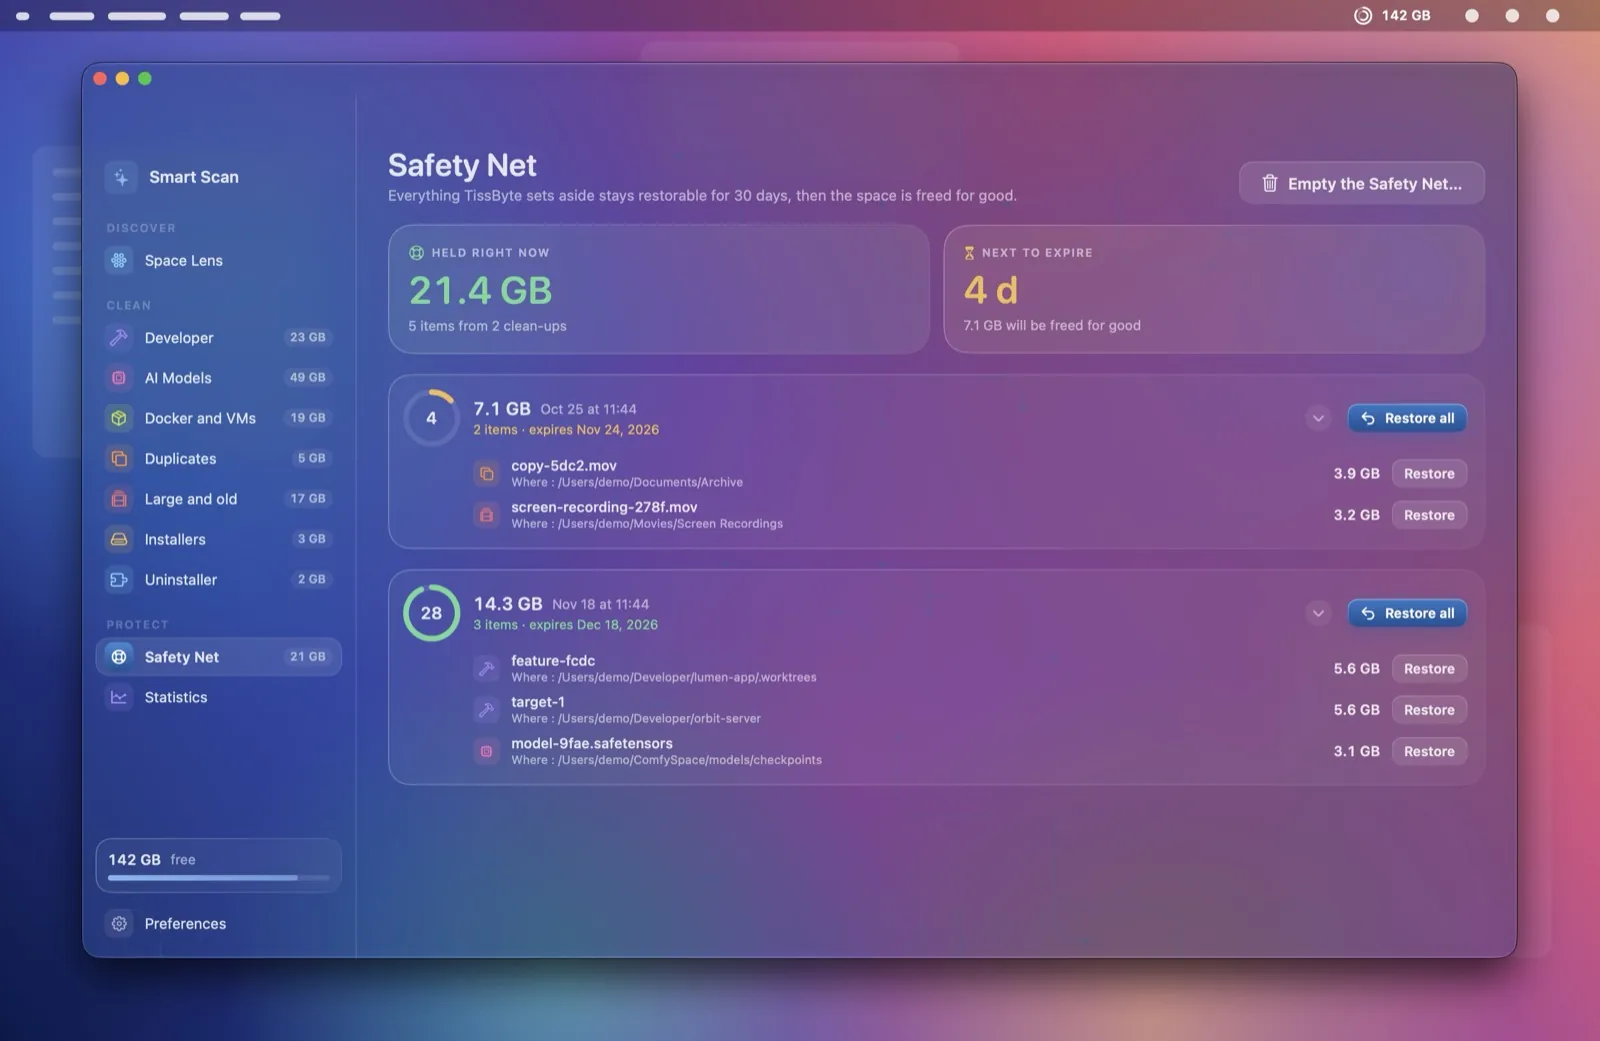 142 GB
Smart Scan
DISCOVER
Space Lens
CLEAN
Developer 23 GB
AI Models 49 GB
Docker and VMs 19 GB
Duplicates 5 GB
Large and old 17 GB
Installers 3 GB
Uninstaller 2 GB
PROTECT
Safety Net 21 GB
Statistics
142 GB free
Preferences
Safety Net
Everything TissByte sets aside stays restorable for 30 days, then the space is freed for good.
Empty the Safety Net...
HELD RIGHT NOW
21.4 GB
5 items from 2 clean-ups
NEXT TO EXPIRE
4 d
7.1 GB will be freed for good
4
7.1 GB Oct 25 at 11:44
2 items · expires Nov 24, 2026
Restore all
copy-5dc2.mov
Where : /Users/demo/Documents/Archive
3.9 GB Restore
screen-recording-278f.mov
Where : /Users/demo/Movies/Screen Recordings
3.2 GB Restore
28
14.3 GB Nov 18 at 11:44
3 items · expires Dec 18, 2026
Restore all
feature-fcdc
Where : /Users/demo/Developer/lumen-app/.worktrees
5.6 GB Restore
target-1
Where : /Users/demo/Developer/orbit-server
5.6 GB Restore
model-9fae.safetensors
Where : /Users/demo/ComfySpace/models/checkpoints
3.1 GB Restore